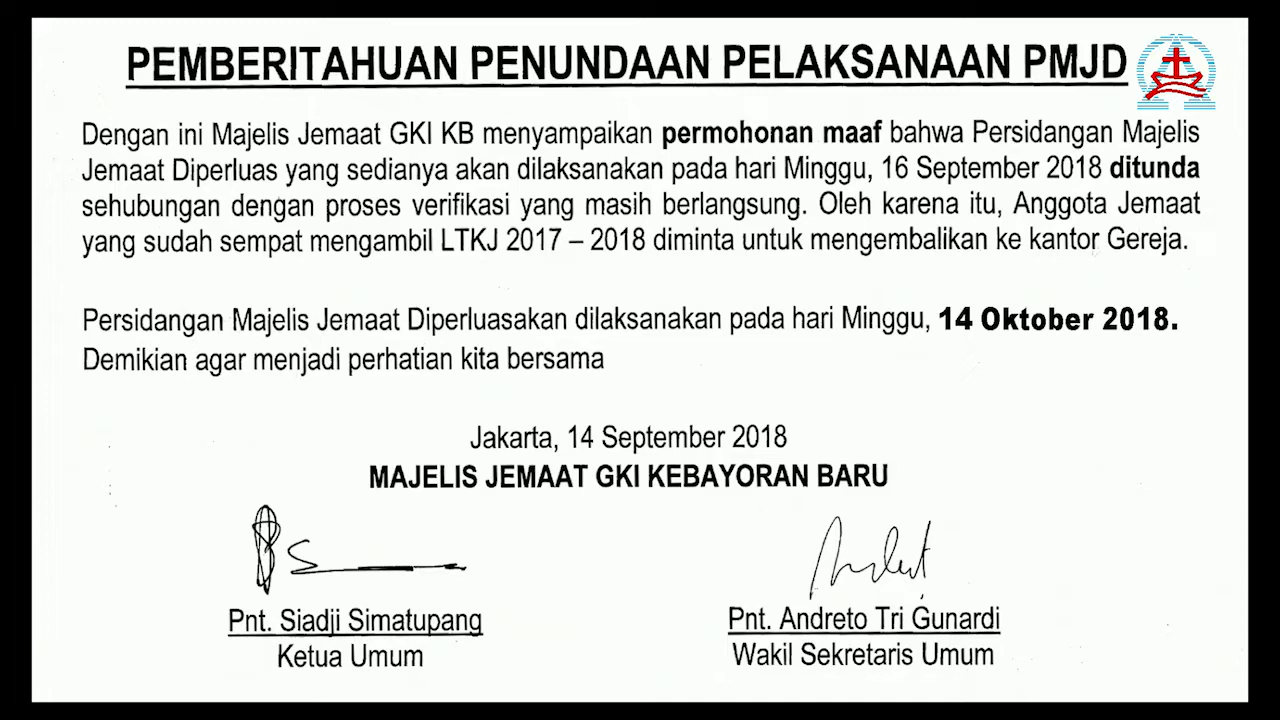 PEMBERITAHUAN PENUNDAAN PELAKSANAAN PMJD
Dengan ini Majelis Jemaat GKI KB menyampaikan permohonan maaf bahwa Persidangan Majelis
Jemaat Diperluas yang sedianya akan dilaksanakan pada hari Minggu, 16 September 2018 ditunda
sehubungan dengan proses verifikasi yang masih berlangsung. Oleh karena itu, Anggota Jemaat
yang sudah sempat mengambil LTKJ 2017 – 2018 diminta untuk mengembalikan ke kantor Gereja.
Persidangan Majelis Jemaat Diperluasakan dilaksanakan pada hari Minggu, 14 Oktober 2018.
Demikian agar menjadi perhatian kita bersama
Jakarta, 14 September 2018
MAJELIS JEMAAT GKI KEBAYORAN BARU
Pnt. Siadji Simatupang
Ketua Umum
Pnt. Andreto Tri Gunardi
Wakil Sekretaris Umum